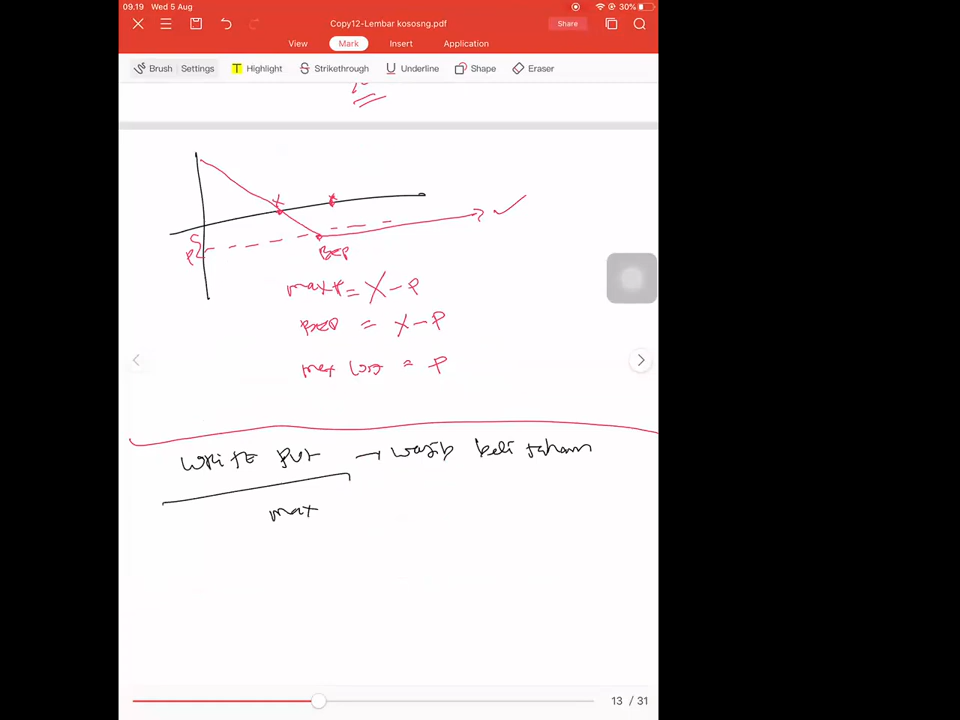 09.19 Wed 5 Aug 30%
Copy12-Lembar kososng.pdf
Share
View Mark Insert Application
Brush Settings Highlight Strikethrough Underline Shape Eraser
X
P
BEP
max = X - P
BEP = X - P
max loss = P
write put → wajib beli saham
max
13 / 31